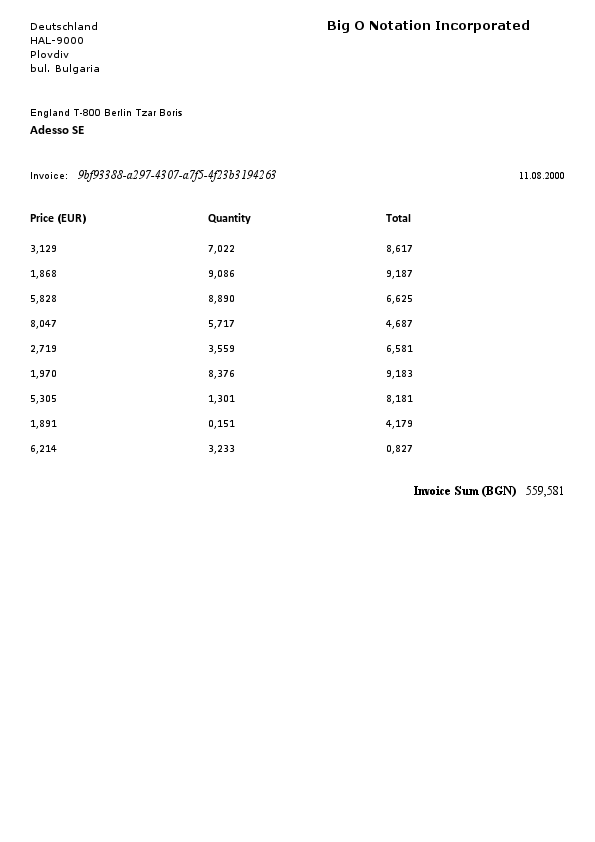 Deutschland
HAL-9000
Plovdiv
bul. Bulgaria
Big O Notation Incorporated
England T-800 Berlin Tzar Boris
Adesso SE
Invoice: 9bf93388-a297-4307-a7f5-4f23b3194263 11.08.2000
Price (EUR) Quantity Total
3,129 7,022 8,617
1,868 9,086 9,187
5,828 8,890 6,625
8,047 5,717 4,687
2,719 3,559 6,581
1,970 8,376 9,183
5,305 1,301 8,181
1,891 0,151 4,179
6,214 3,233 0,827
Invoice Sum (BGN) 559,581